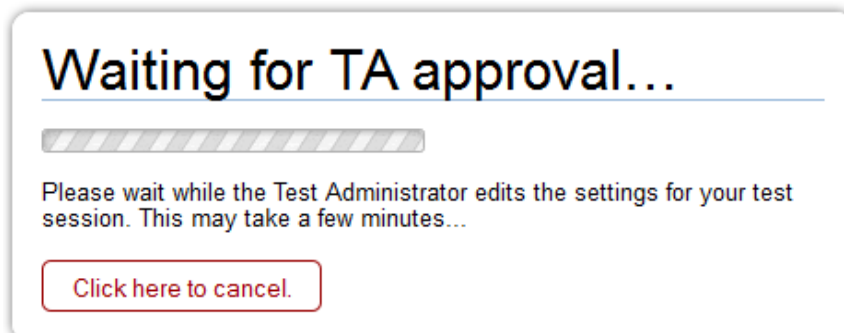 Waiting for TA approval...
Please wait while the Test Administrator edits the settings for your test
session. This may take a few minutes...
Click here to cancel.